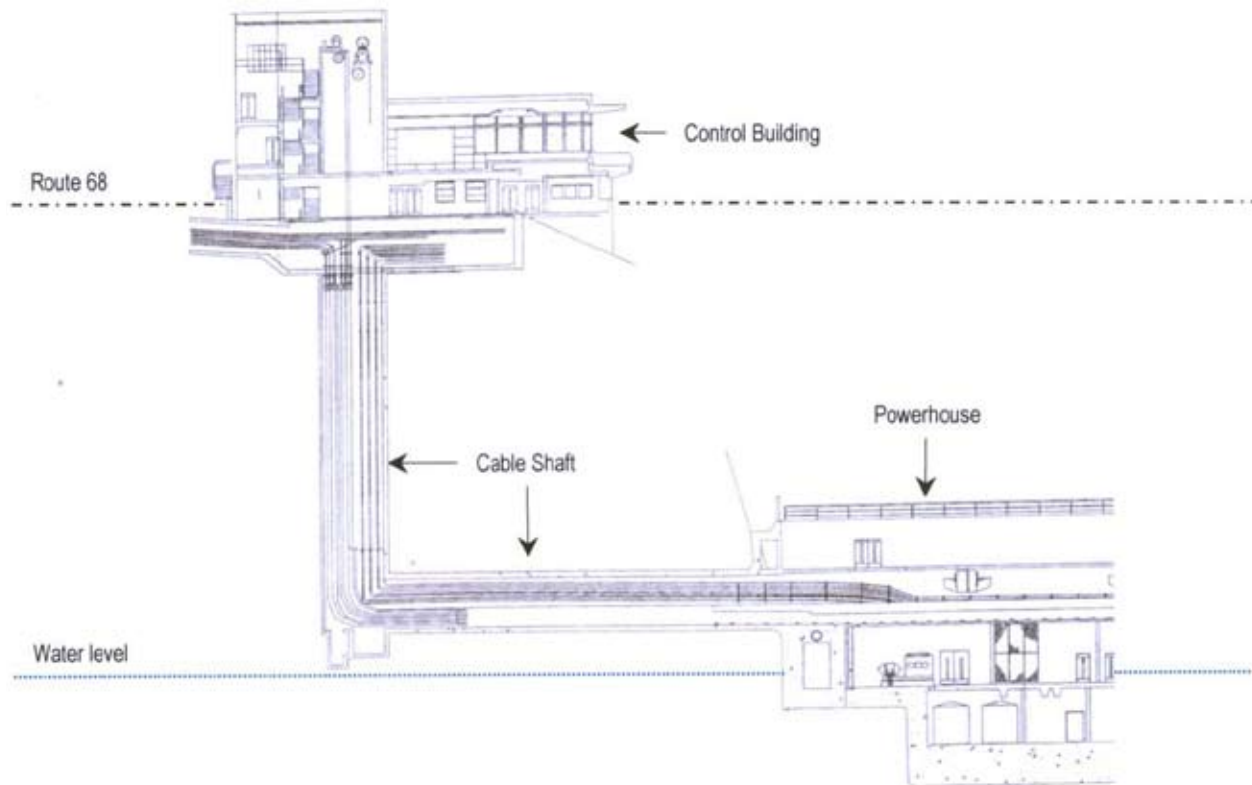 Control Building
Route 68
Powerhouse
Cable Shaft
Water level